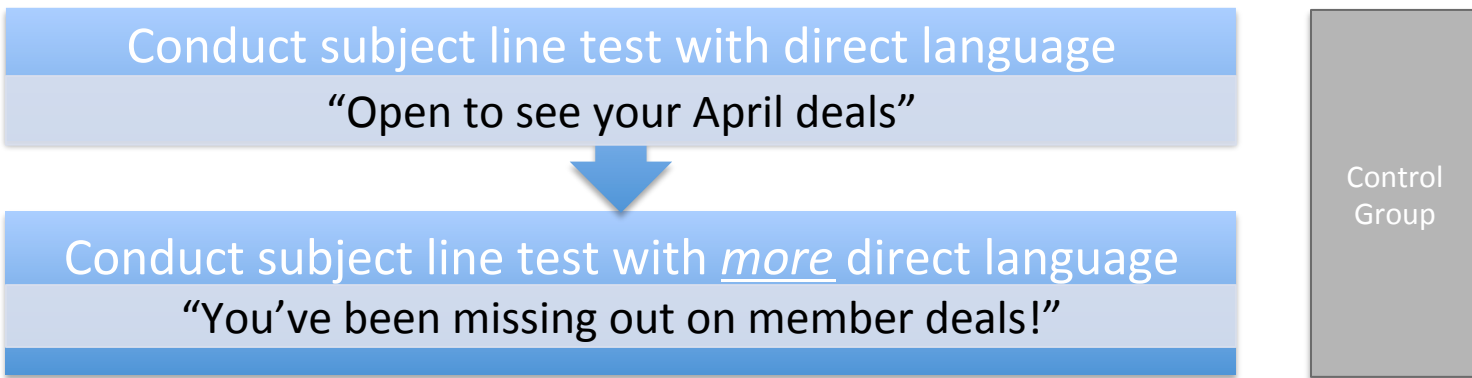 Conduct subject line test with direct language
“Open to see your April deals”
Conduct subject line test with more direct language
“You’ve been missing out on member deals!”
Control
Group